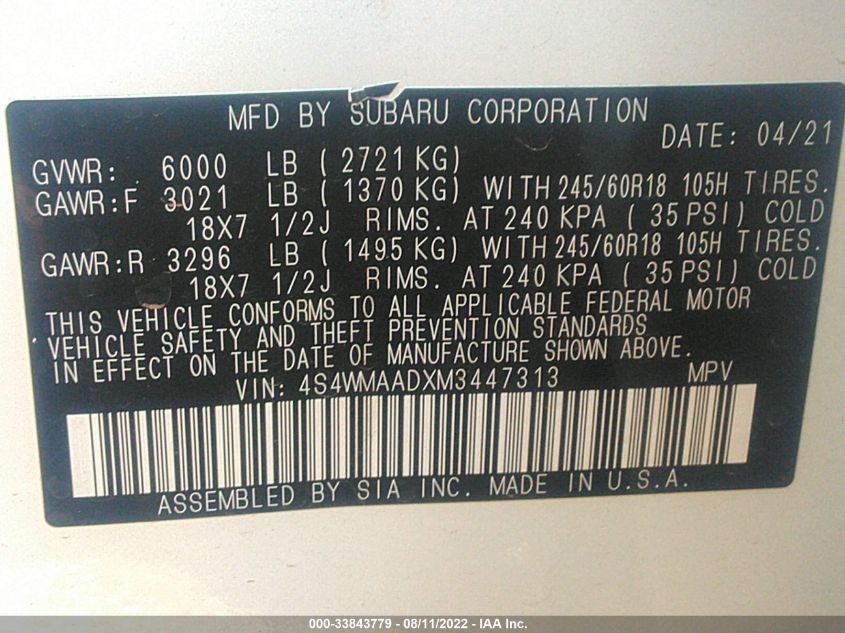 MFD BY SUBARU CORPORATION
DATE: 04/21
GVWR: 6000 LB ( 2721 KG)
GAWR:F 3021 LB ( 1370 KG) WITH 245/60R18 105H TIRES.
18X7 1/2J RIMS. AT 240 KPA ( 35 PSI) COLD
GAWR:R 3296 LB ( 1495 KG) WITH 245/60R18 105H TIRES.
18X7 1/2J RIMS. AT 240 KPA ( 35 PSI) COLD
THIS VEHICLE CONFORMS TO ALL APPLICABLE FEDERAL MOTOR
VEHICLE SAFETY AND THEFT PREVENTION STANDARDS
IN EFFECT ON THE DATE OF MANUFACTURE SHOWN ABOVE.
VIN: 4S4WMAADXM3447313 MPV
ASSEMBLED BY SIA INC. MADE IN U.S.A.
000-33843779 - 08/11/2022 - IAA Inc.